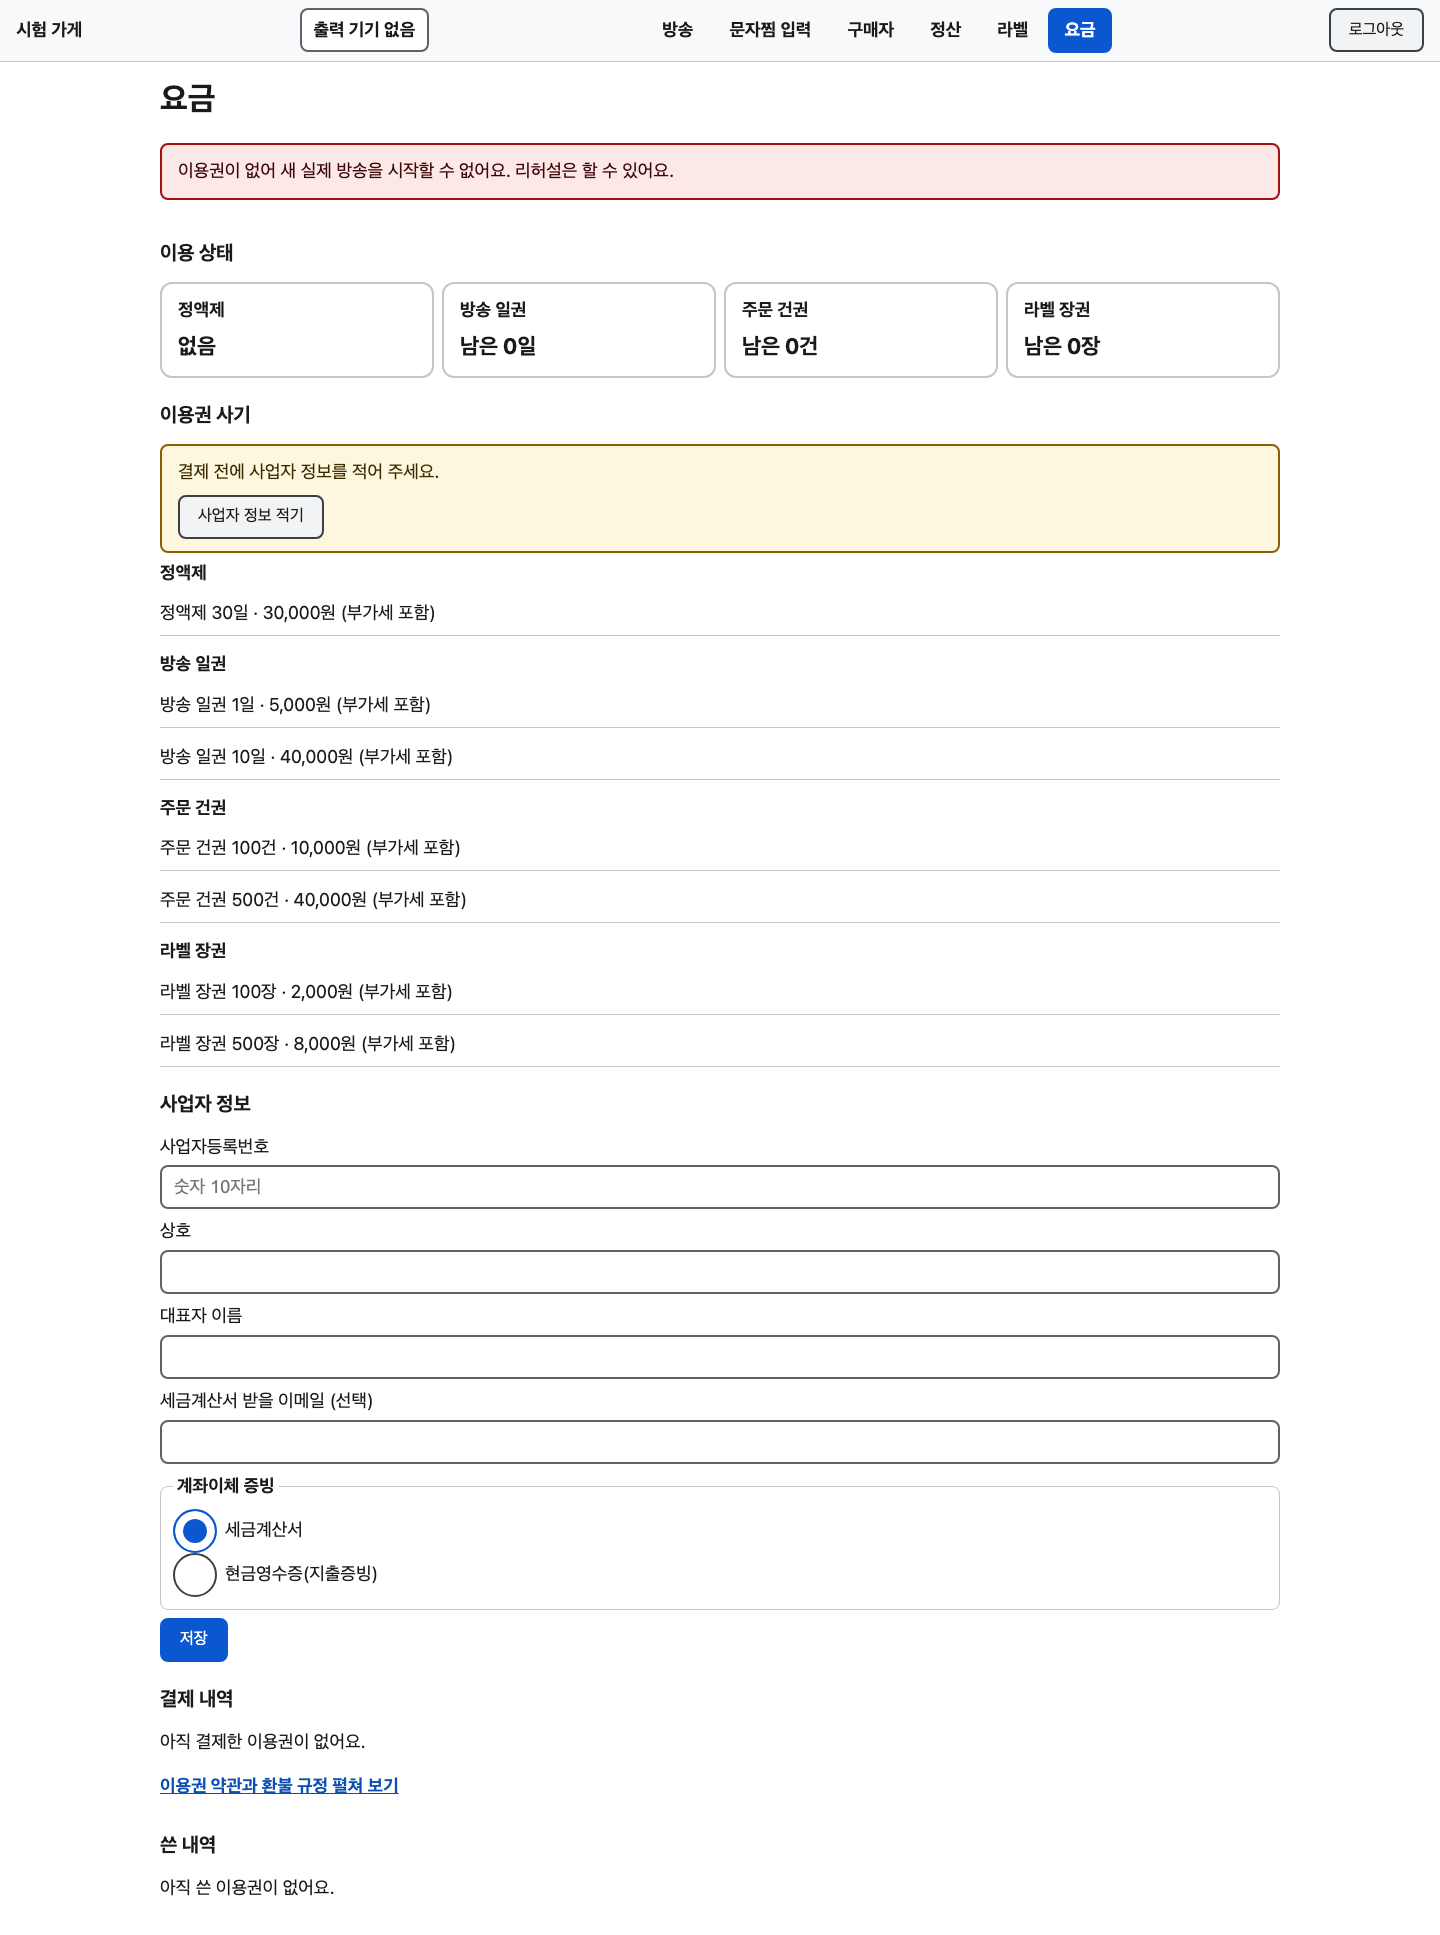 시험 가게
출력 기기 없음
방송
문자찜 입력
구매자
정산
라벨
요금
로그아웃
요금
이용권이 없어 새 실제 방송을 시작할 수 없어요. 리허설은 할 수 있어요.
이용 상태
정액제
없음
방송 일권
남은 0일
주문 건권
남은 0건
라벨 장권
남은 0장
이용권 사기
결제 전에 사업자 정보를 적어 주세요.
사업자 정보 적기
정액제
정액제 30일 · 30,000원 (부가세 포함)
방송 일권
방송 일권 1일 · 5,000원 (부가세 포함)
방송 일권 10일 · 40,000원 (부가세 포함)
주문 건권
주문 건권 100건 · 10,000원 (부가세 포함)
주문 건권 500건 · 40,000원 (부가세 포함)
라벨 장권
라벨 장권 100장 · 2,000원 (부가세 포함)
라벨 장권 500장 · 8,000원 (부가세 포함)
사업자 정보
사업자등록번호
숫자 10자리
상호
대표자 이름
세금계산서 받을 이메일 (선택)
계좌이체 증빙
세금계산서
현금영수증(지출증빙)
저장
결제 내역
아직 결제한 이용권이 없어요.
이용권 약관과 환불 규정 펼쳐 보기
쓴 내역
아직 쓴 이용권이 없어요.